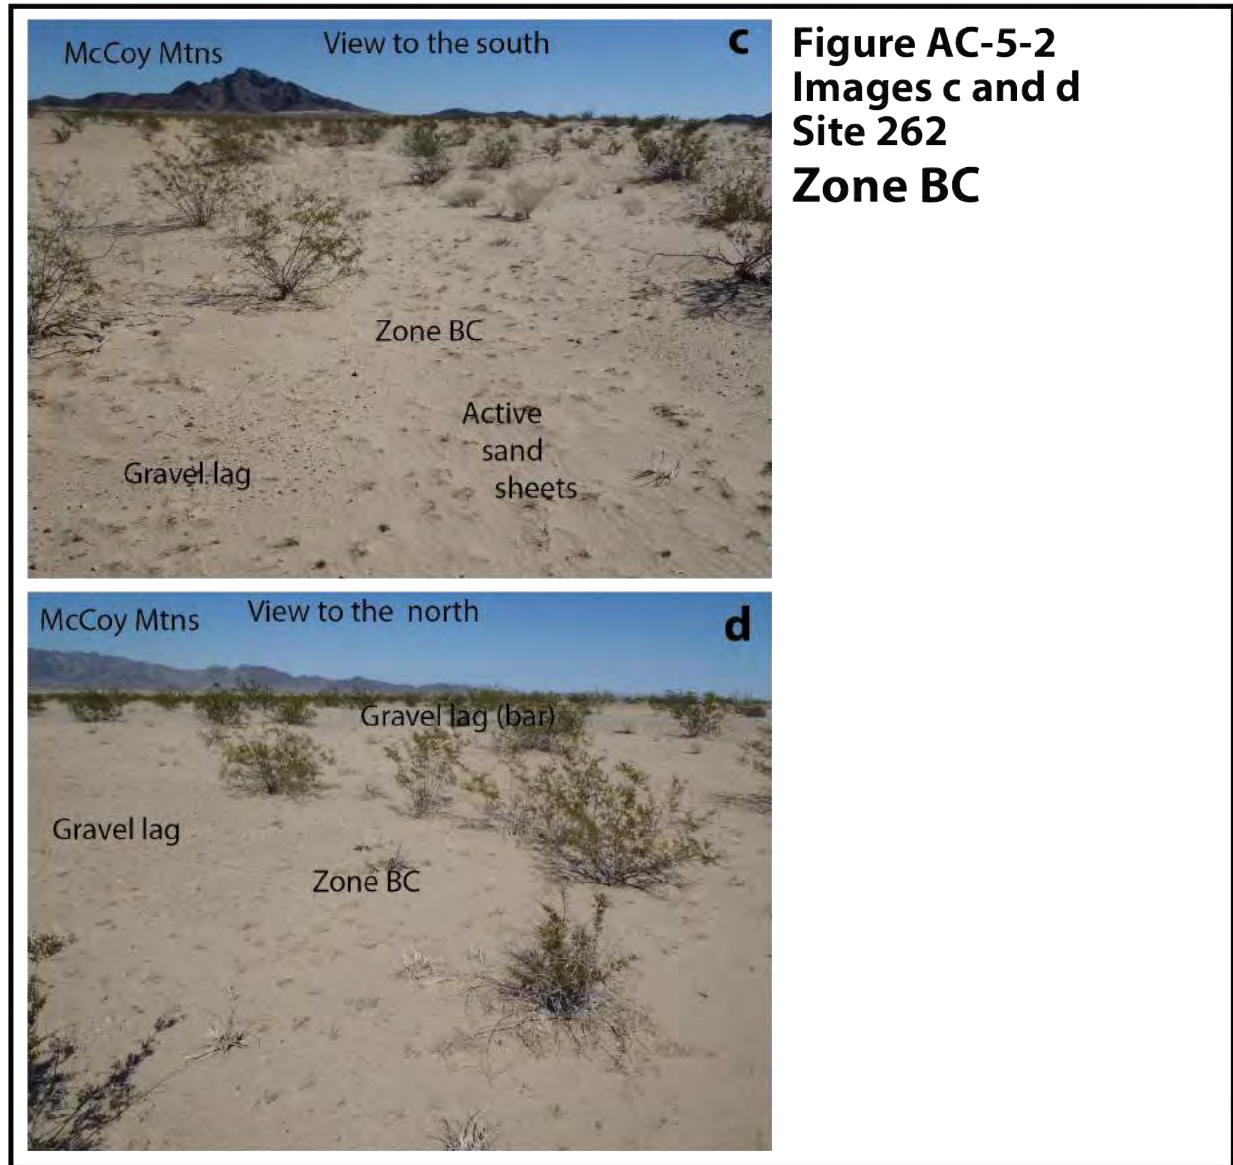 McCoy Mtns
View to the south
c
Zone BC
Active
sand
sheets
Gravel lag
McCoy Mtns
View to the north
d
Gravel lag (bar)
Gravel lag
Zone BC
Figure AC-5-2
Images c and d
Site 262
Zone BC